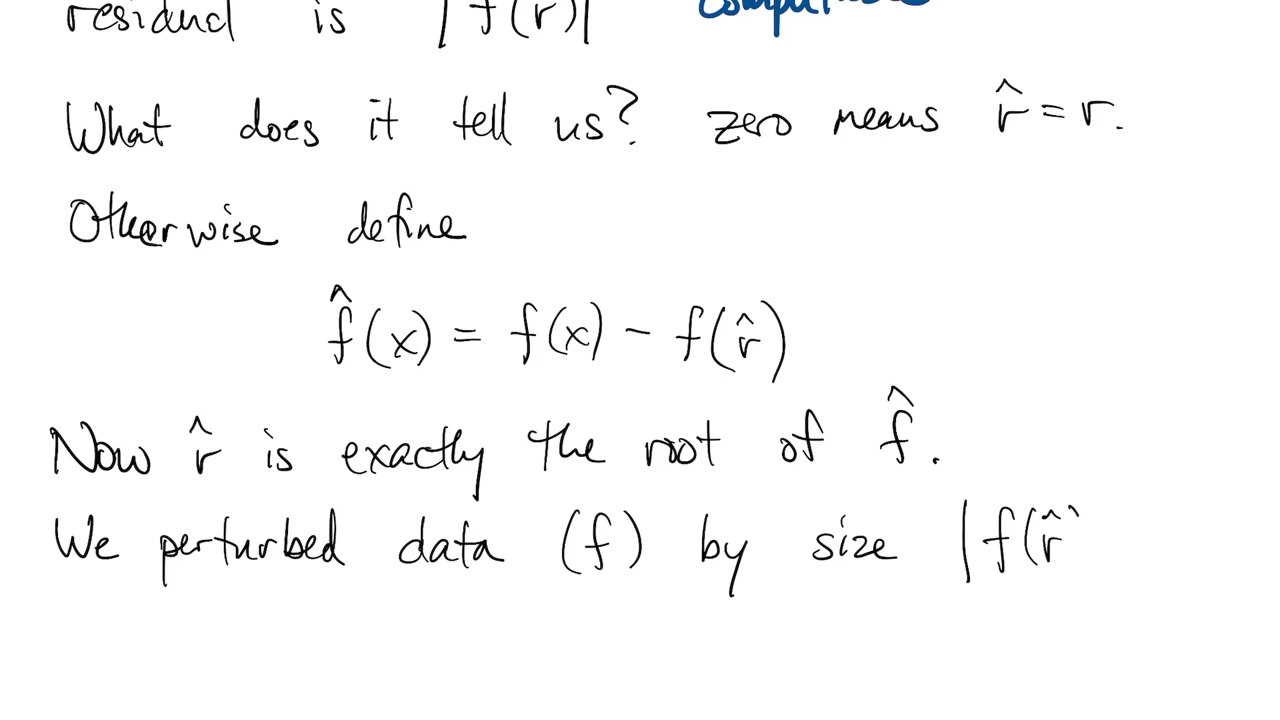 residual is |f(r̂)|
What does it tell us? zero means r̂ = r.
Otherwise define
f̂(x) = f(x) - f(r̂)
Now r̂ is exactly the root of f̂.
We perturbed data (f) by size |f(r̂